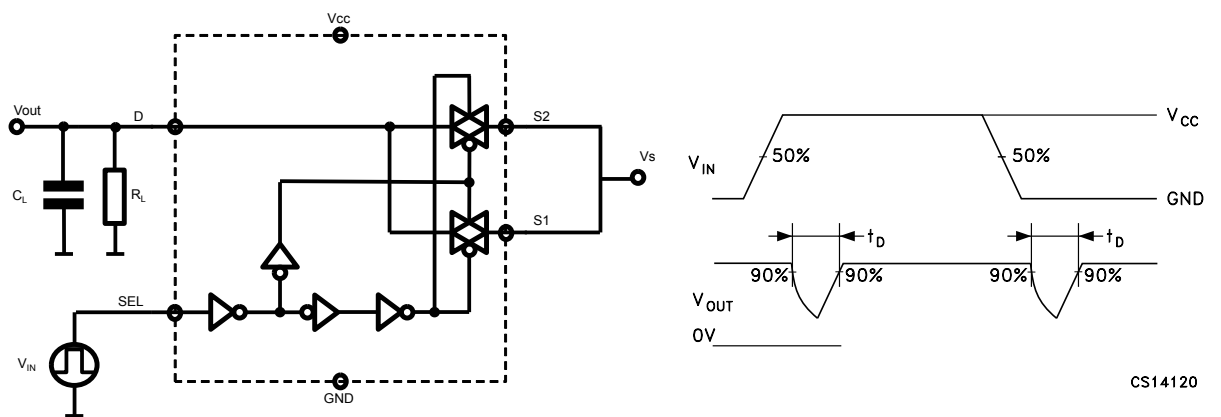 Vcc
Vout
D
S2
Vs
CL
RL
S1
SEL
VIN
GND
VCC
50%
50%
VIN
GND
tD
tD
90%
90%
90%
90%
VOUT
0V
CS14120